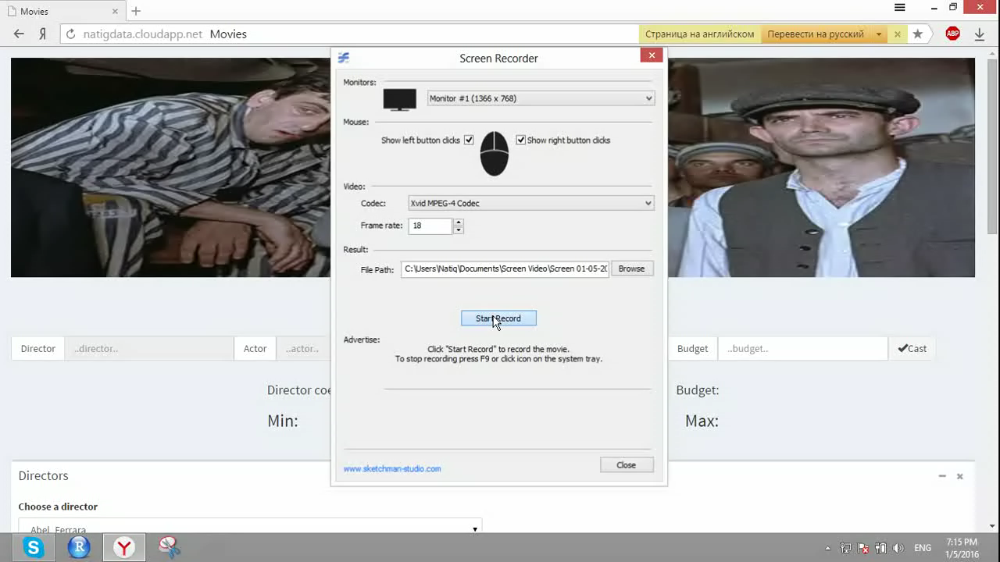 Movies
natigdata.cloudapp.net Movies
Страница на английском
Перевести на русский
ABP
Screen Recorder
Monitors:
Monitor #1 (1366 x 768)
Mouse:
Show left button clicks
Show right button clicks
Video:
Codec:
Xvid MPEG-4 Codec
Frame rate:
18
Result:
File Path:
C:\Users\Natiq\Documents\Screen Video\Screen 01-05-20
Browse
Start Record
Advertise:
Click "Start Record" to record the movie.
To stop recording press F9 or click icon on the system tray.
www.sketchman-studio.com
Close
Director
..director..
Actor
..actor..
Budget
..budget..
Cast
Director coe
Budget:
Min:
Max:
Directors
Choose a director
Abel Ferrara
ENG
7:15 PM
1/5/2016